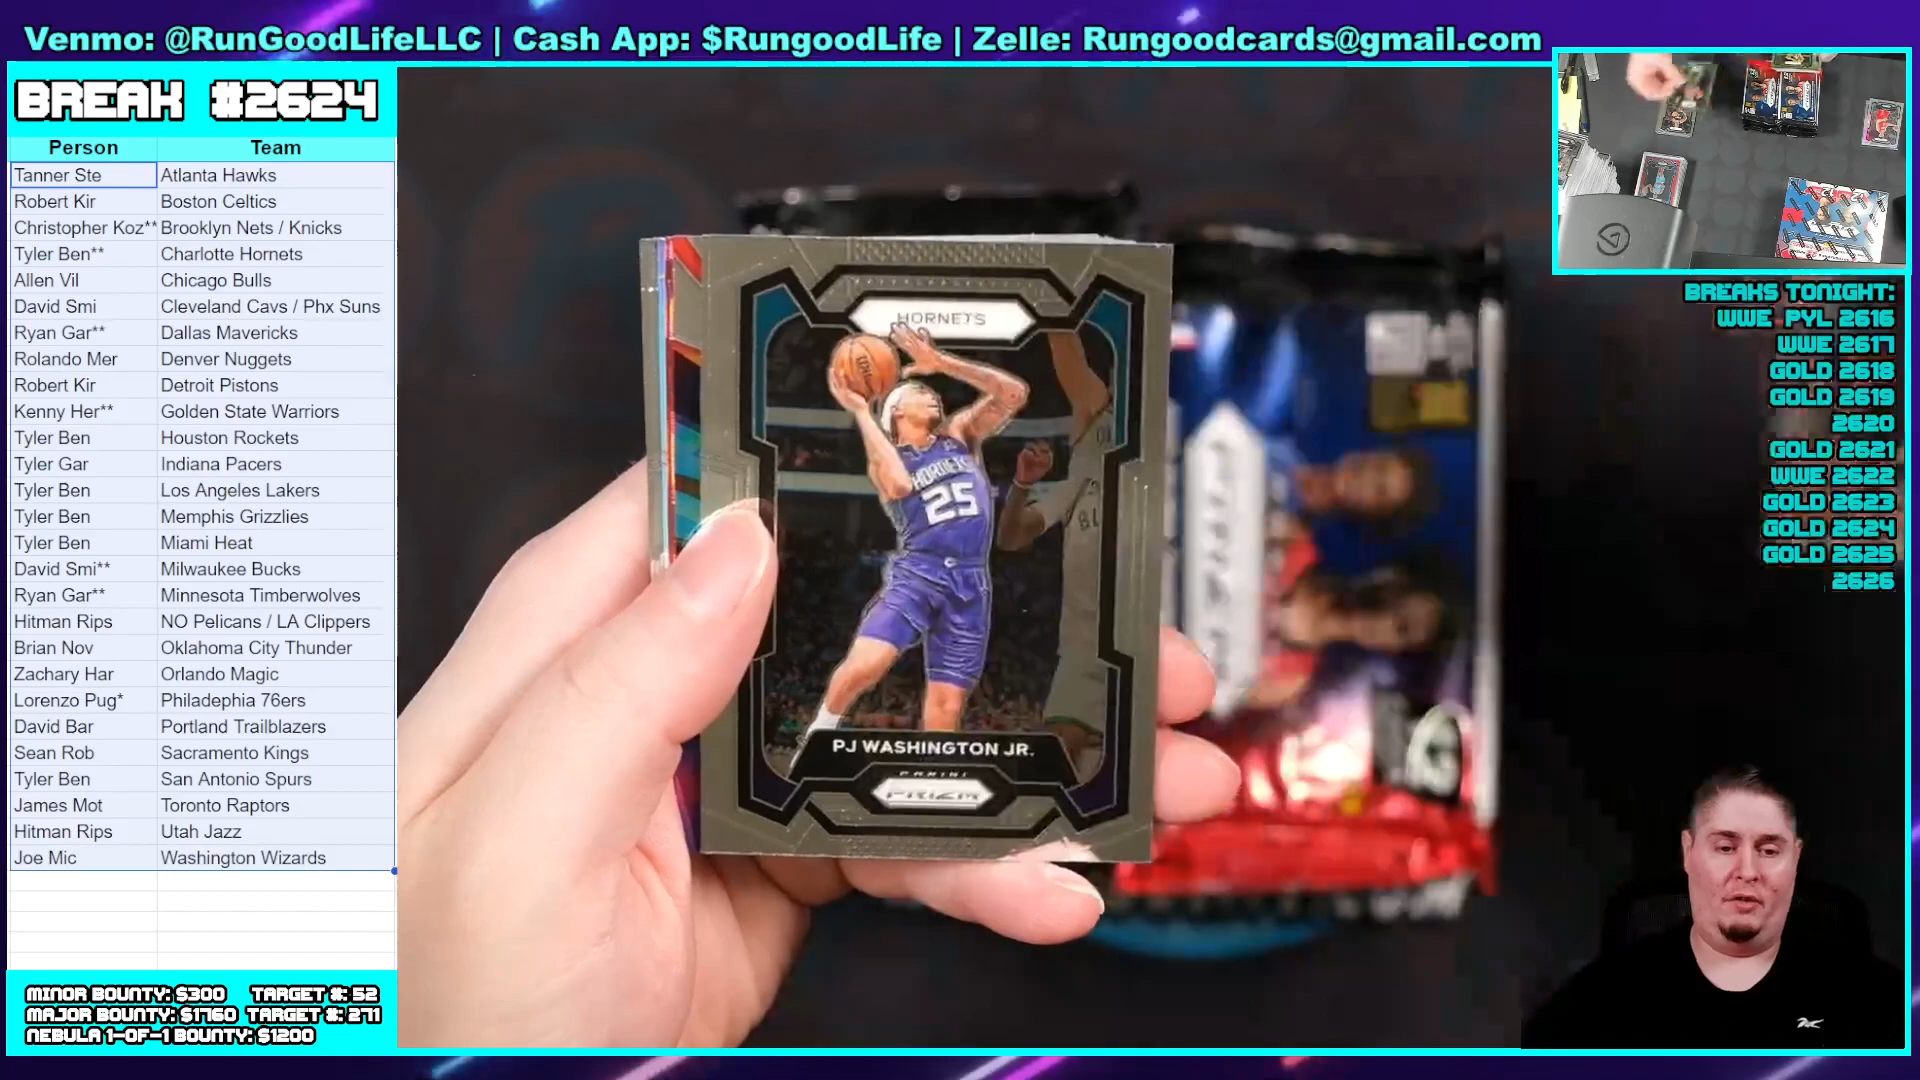 Venmo: @RunGoodLifeLLC | Cash App: $RungoodLife | Zelle: Rungoodcards@gmail.com
BREAK #2624
Person Team
Tanner Ste Atlanta Hawks
Robert Kir Boston Celtics
Christopher Koz** Brooklyn Nets / Knicks
Tyler Ben** Charlotte Hornets
Allen Vil Chicago Bulls
David Smi Cleveland Cavs / Phx Suns
Ryan Gar** Dallas Mavericks
Rolando Mer Denver Nuggets
Robert Kir Detroit Pistons
Kenny Her** Golden State Warriors
Tyler Ben Houston Rockets
Tyler Gar Indiana Pacers
Tyler Ben Los Angeles Lakers
Tyler Ben Memphis Grizzlies
Tyler Ben Miami Heat
David Smi** Milwaukee Bucks
Ryan Gar** Minnesota Timberwolves
Hitman Rips NO Pelicans / LA Clippers
Brian Nov Oklahoma City Thunder
Zachary Har Orlando Magic
Lorenzo Pug* Philadephia 76ers
David Bar Portland Trailblazers
Sean Rob Sacramento Kings
Tyler Ben San Antonio Spurs
James Mot Toronto Raptors
Hitman Rips Utah Jazz
Joe Mic Washington Wizards
MINOR BOUNTY: $300 TARGET #: 52
MAJOR BOUNTY: $1760 TARGET #: 271
NEBULA 1-OF-1 BOUNTY: $1200
HORNETS
HORNETS
25
PJ WASHINGTON JR.
PANINI
PRIZM
BREAKS TONIGHT:
WWE PYL 2616
WWE 2617
GOLD 2618
GOLD 2619
2620
GOLD 2621
WWE 2622
GOLD 2623
GOLD 2624
GOLD 2625
2626